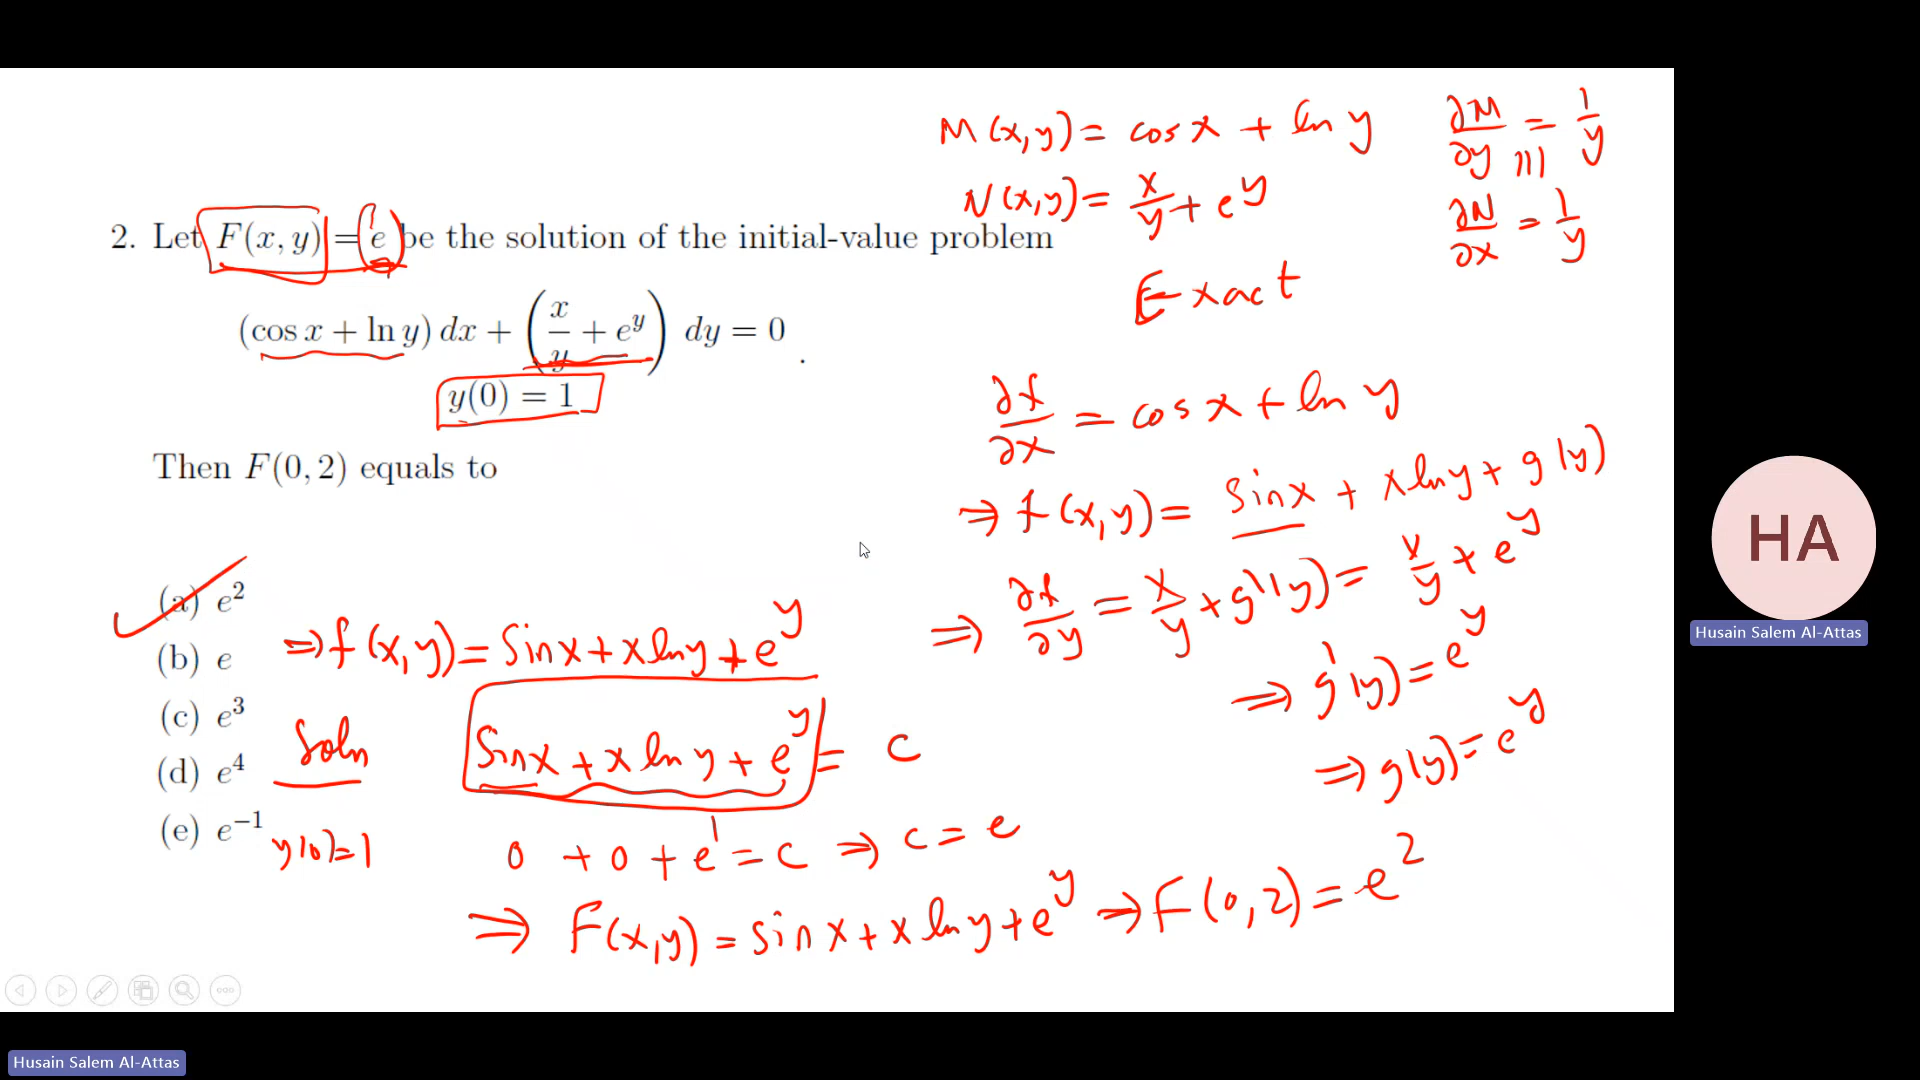 M(x,y) = cos x + ln y
∂M/∂y = 1/y
N(x,y) = x/y + e^y
∂N/∂x = 1/y
Exact
2. Let F(x, y) = e be the solution of the initial-value problem
(cos x + ln y) dx + (x/y + e^y) dy = 0
.
y(0) = 1
Then F(0, 2) equals to
∂f/∂x = cos x + ln y
⇒ f(x,y) = sin x + x ln y + g(y)
⇒ ∂f/∂y = x/y + g'(y) = x/y + e^y
⇒ g'(y) = e^y
⇒ g(y) = e^y
(a) e^2
(b) e
(c) e^3
(d) e^4
(e) e^−1
⇒ f(x,y) = sin x + x ln y + e^y
Soln
sin x + x ln y + e^y = c
y(0) = 1
0 + 0 + e^1 = c ⇒ c = e
⇒ F(x,y) = sin x + x ln y + e^y ⇒ F(0,2) = e^2
HA
Husain Salem Al-Attas
Husain Salem Al-Attas